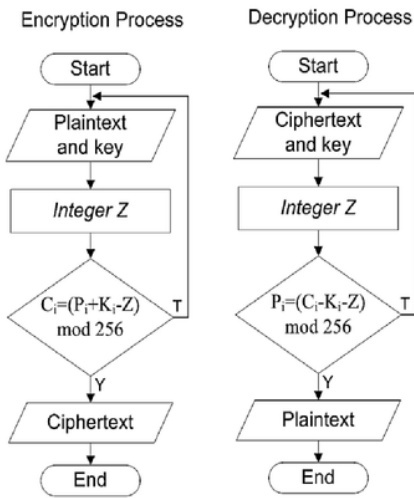 Encryption Process
Start
Plaintext
and key
Integer Z
Cᵢ=(Pᵢ+Kᵢ-Z)
mod 256
T
Y
Ciphertext
End
Decryption Process
Start
Ciphertext
and key
Integer Z
Pᵢ=(Cᵢ-Kᵢ-Z)
mod 256
T
Y
Plaintext
End